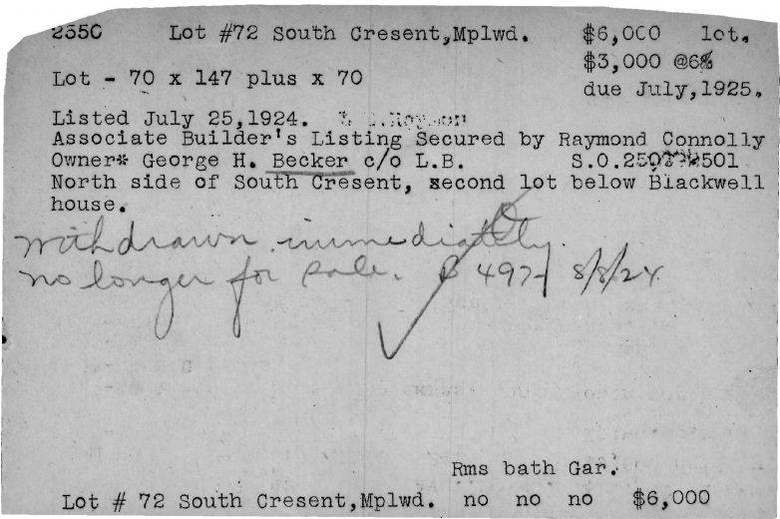 2350 Lot #72 South Cresent,Mplwd. $6,000 lot.
$3,000 @6%
Lot - 70 x 147 plus x 70
due July,1925.
Listed July 25,1924.
Associate Builder's Listing Secured by Raymond Connolly
Owner* George H. Becker c/o L.B. S.O.2501
North side of South Cresent, second lot below Blackwell
house.
withdrawn immediately.
no longer for sale. 8/8/24
Rms bath Gar.
Lot # 72 South Cresent,Mplwd. no no no $6,000